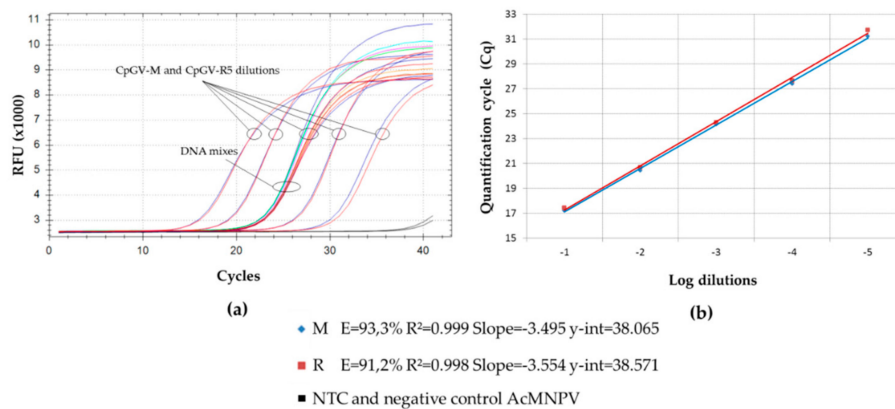 11
10
9
8
7
6
5
4
3
RFU (x1000)
CpGV-M and CpGV-R5 dilutions
DNA mixes
0 10 20 30 40
Cycles
(a)
33
31
29
27
25
23
21
19
17
15
Quantification cycle (Cq)
-1 -2 -3 -4 -5
Log dilutions
(b)
M E=93,3% R²=0.999 Slope=-3.495 y-int=38.065
R E=91,2% R²=0.998 Slope=-3.554 y-int=38.571
NTC and negative control AcMNPV